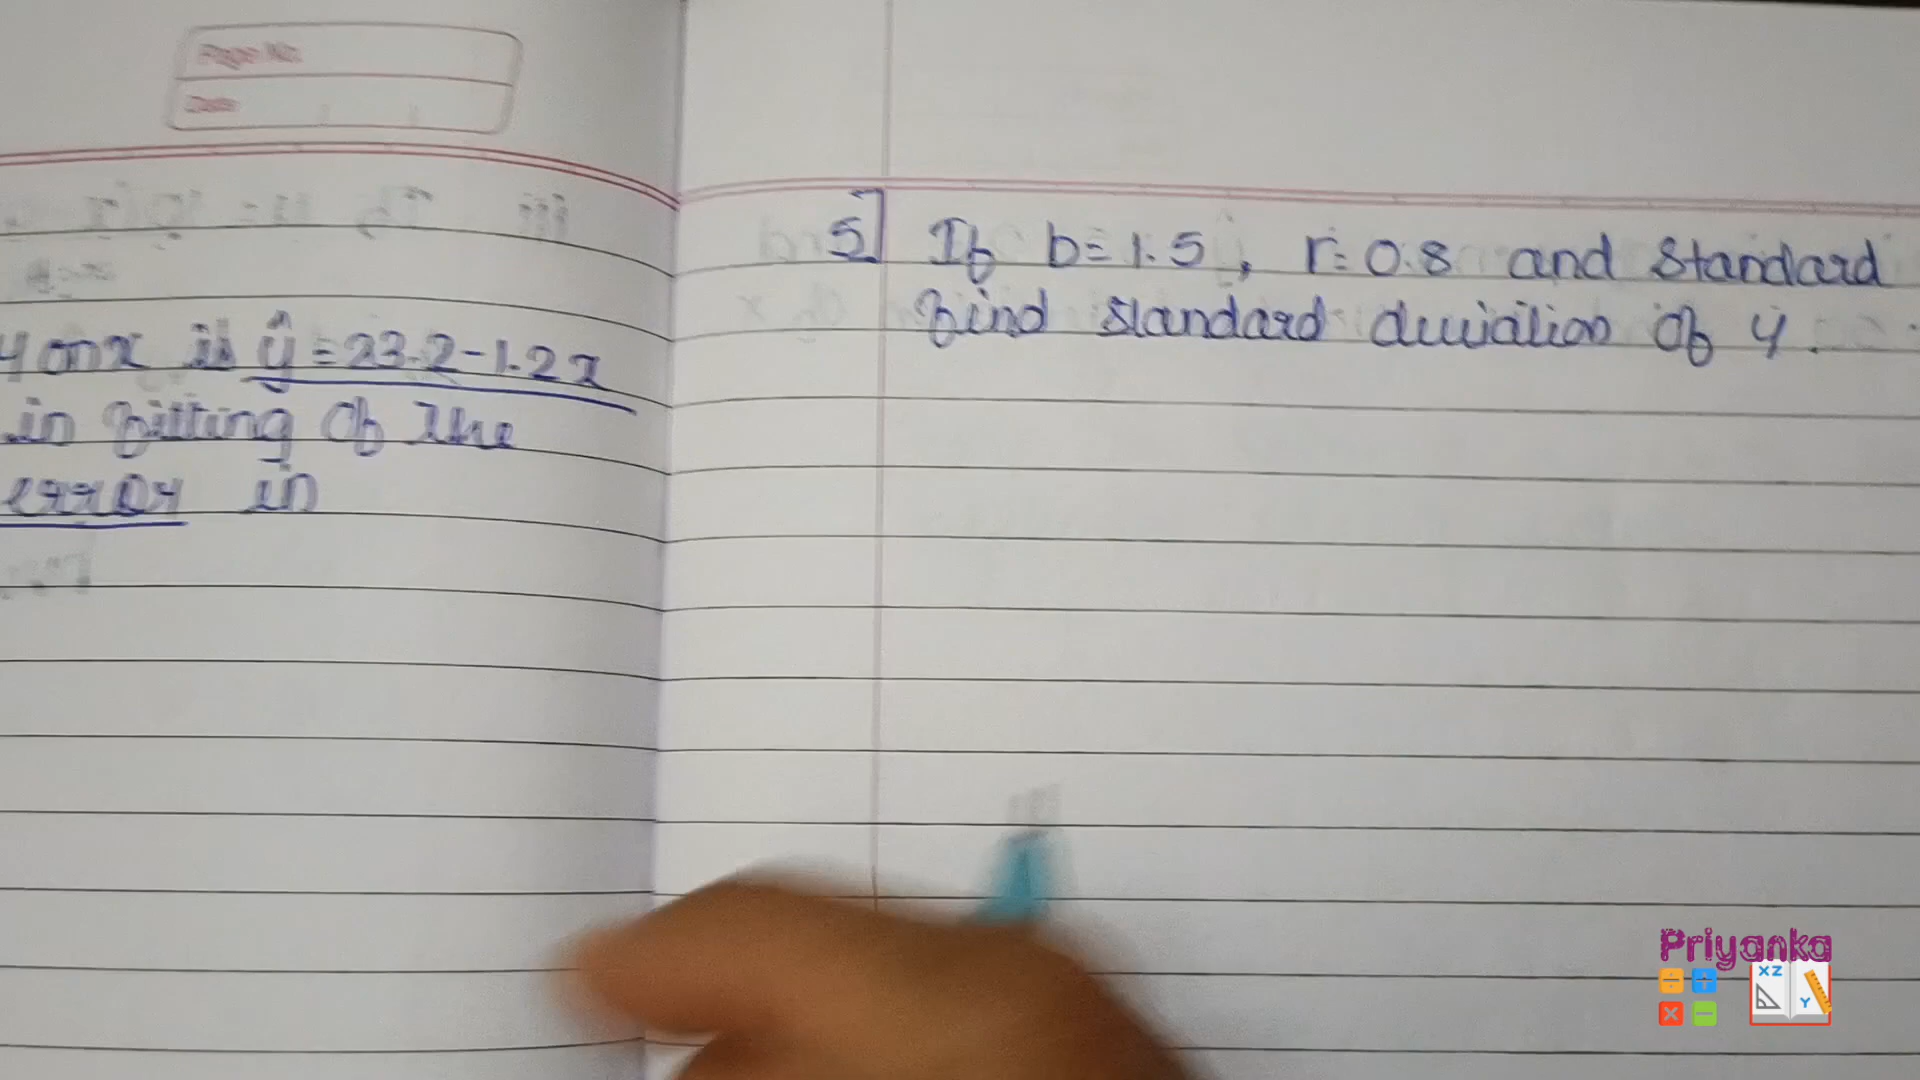 Page No.
Date
y on x is ŷ = 23.2 - 1.2x
in fitting of the
error in
5] If b = 1.5, r = 0.8 and standard
find standard deviation of y.
Priyanka
XZ
Y